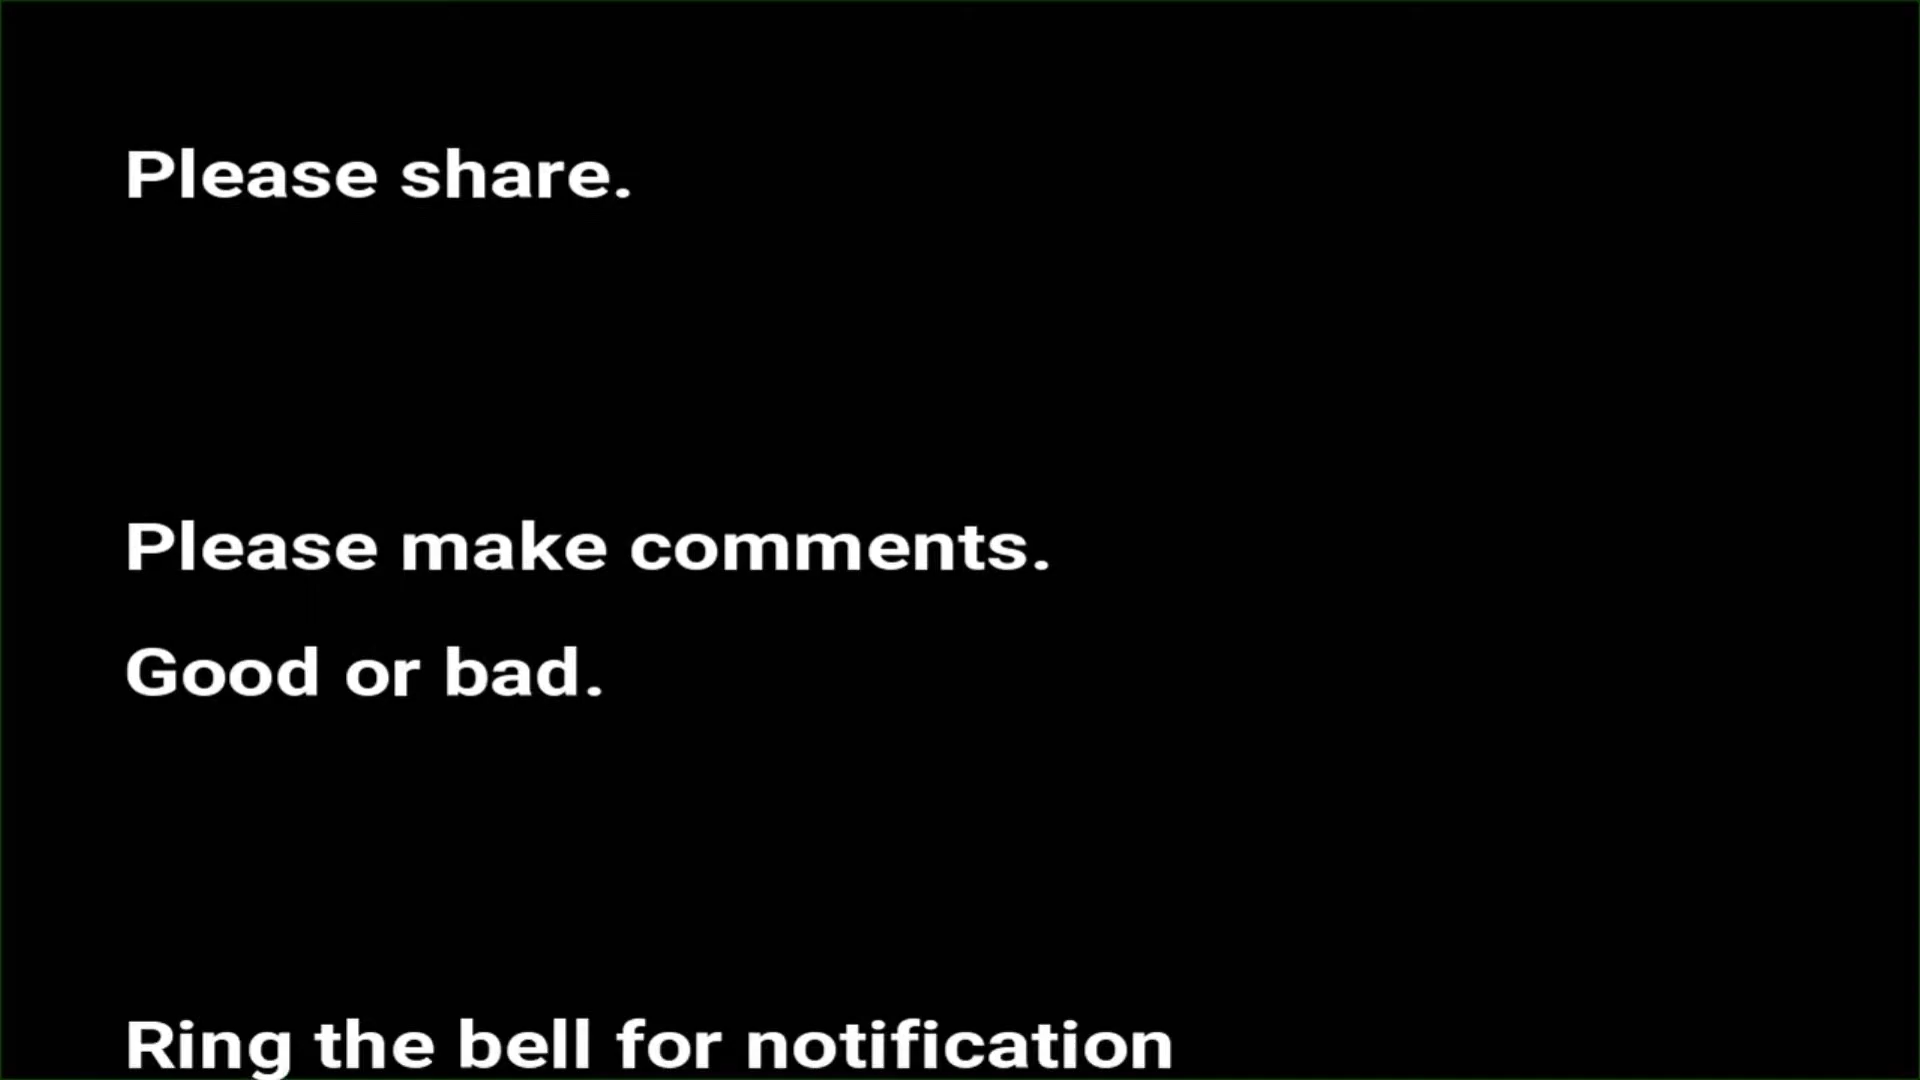 Please share.
Please make comments.
Good or bad.
Ring the bell for notification